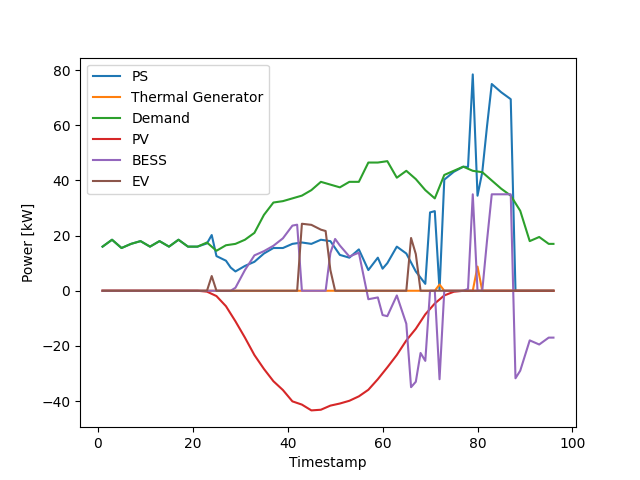 PS
Thermal Generator
Demand
PV
BESS
EV
Power [kW]
80
60
40
20
0
−20
−40
0 20 40 60 80 100
Timestamp